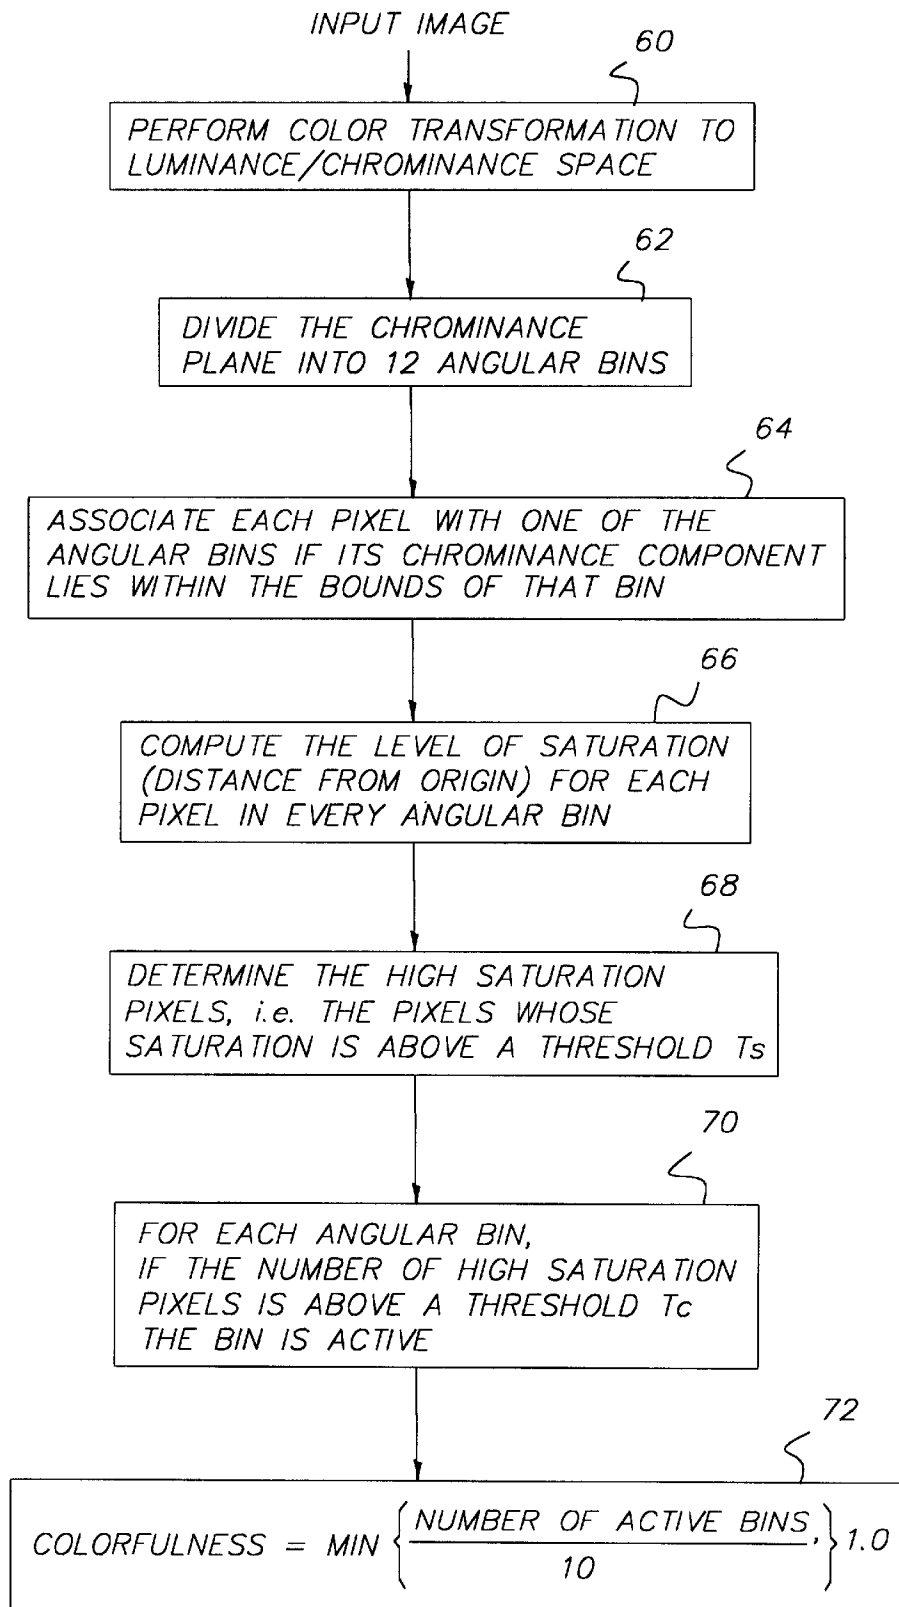 INPUT IMAGE
60
PERFORM COLOR TRANSFORMATION TO
LUMINANCE/CHROMINANCE SPACE
62
DIVIDE THE CHROMINANCE
PLANE INTO 12 ANGULAR BINS
64
ASSOCIATE EACH PIXEL WITH ONE OF THE
ANGULAR BINS IF ITS CHROMINANCE COMPONENT
LIES WITHIN THE BOUNDS OF THAT BIN
66
COMPUTE THE LEVEL OF SATURATION
(DISTANCE FROM ORIGIN) FOR EACH
PIXEL IN EVERY ANGULAR BIN
68
DETERMINE THE HIGH SATURATION
PIXELS, i.e. THE PIXELS WHOSE
SATURATION IS ABOVE A THRESHOLD Ts
70
FOR EACH ANGULAR BIN,
IF THE NUMBER OF HIGH SATURATION
PIXELS IS ABOVE A THRESHOLD Tc
THE BIN IS ACTIVE
72
COLORFULNESS = MIN { NUMBER OF ACTIVE BINS, } 1.0
10